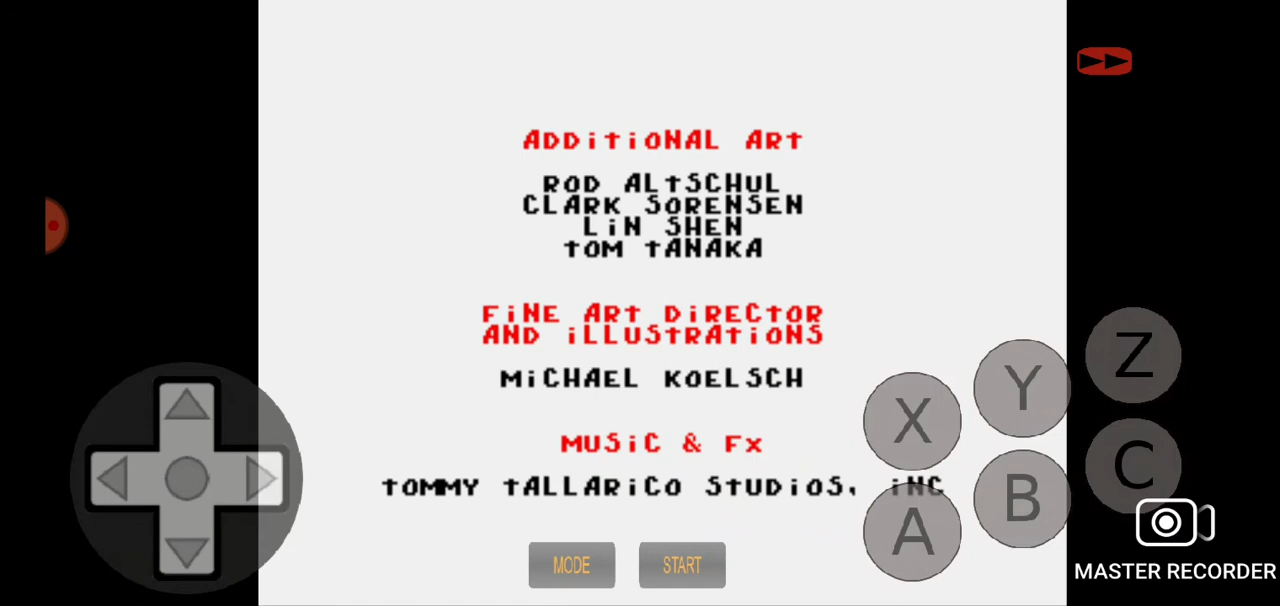 ADDiTiONAL ART
ROD ALTSCHUL
CLARK SORENSEN
LiN SHEN
TOM TANAKA
FiNE ART DiRECTOR
AND iLLUSTRATiONS
MiCHAEL KOELSCH
MUSiC & FX
TOMMY TALLARiCO STUDiOS, iNC
X
Y
Z
A
B
C
MODE
START
MASTER RECORDER